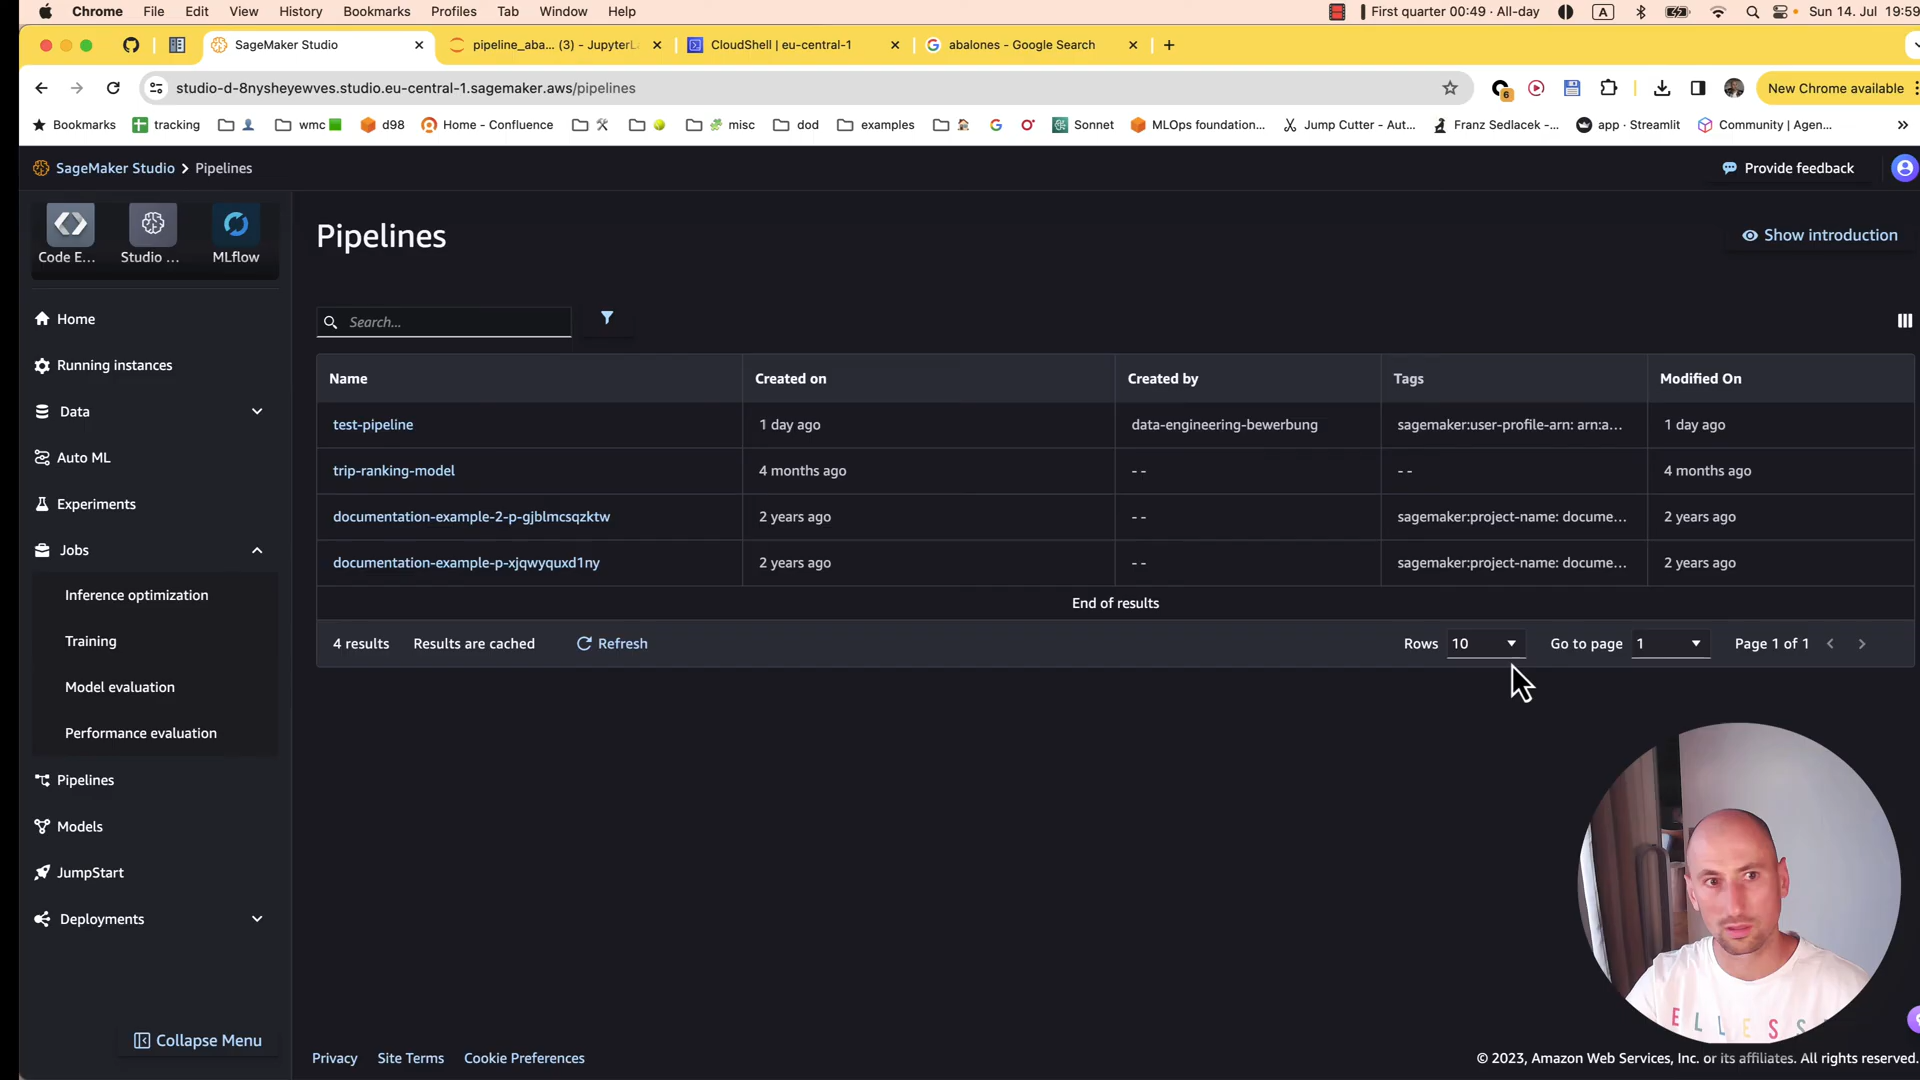 Chrome File Edit View History Bookmarks Profiles Tab Window Help First quarter 00:49 · All-day A Sun 14. Jul 19:59
SageMaker Studio pipeline_aba... (3) - JupyterL CloudShell | eu-central-1 abalones - Google Search
studio-d-8nysheyewves.studio.eu-central-1.sagemaker.aws/pipelines 6 New Chrome available
Bookmarks tracking wmc d98 Home - Confluence misc dod examples Sonnet MLOps foundation... Jump Cutter - Aut... Franz Sedlacek -... app · Streamlit Community | Agen...
SageMaker Studio > Pipelines Provide feedback
Code E... Studio ... MLflow
Pipelines
Show introduction
Home
Running instances
Data
Auto ML
Experiments
Jobs
Inference optimization
Training
Model evaluation
Performance evaluation
Pipelines
Models
JumpStart
Deployments
Collapse Menu
Search...
Name Created on Created by Tags Modified On
test-pipeline 1 day ago data-engineering-bewerbung sagemaker:user-profile-arn: arn:a... 1 day ago
trip-ranking-model 4 months ago - - - - 4 months ago
documentation-example-2-p-gjblmcsqzktw 2 years ago - - sagemaker:project-name: docume... 2 years ago
documentation-example-p-xjqwyquxd1ny 2 years ago - - sagemaker:project-name: docume... 2 years ago
End of results
4 results Results are cached Refresh Rows 10 Go to page 1 Page 1 of 1
ELLESS
Privacy Site Terms Cookie Preferences © 2023, Amazon Web Services, Inc. or its affiliates. All rights reserved.